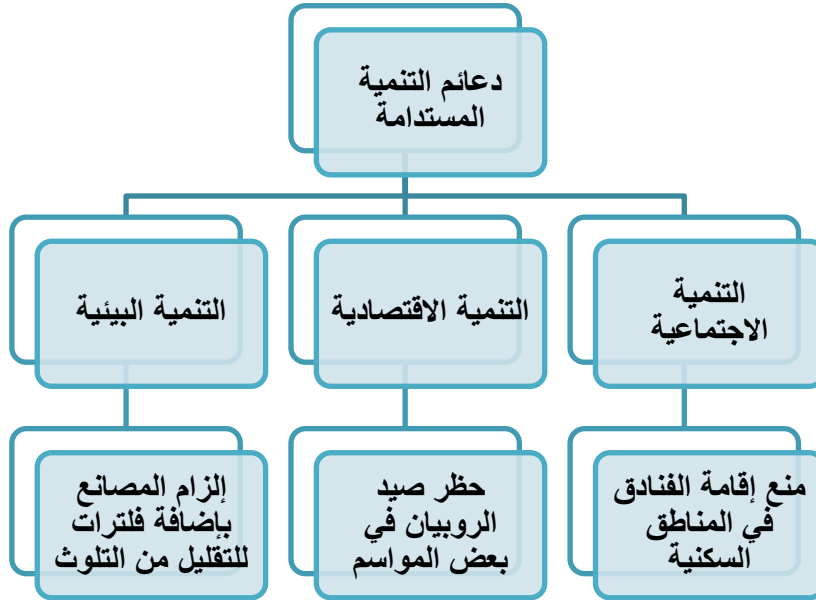 دعائم التنمية
المستدامة
التنمية
الاجتماعية
التنمية الاقتصادية
التنمية البيئية
منع إقامة الفنادق
في المناطق
السكنية
حظر صيد
الروبيان في
بعض المواسم
إلزام المصانع
بإضافة فلترات
للتقليل من التلوث